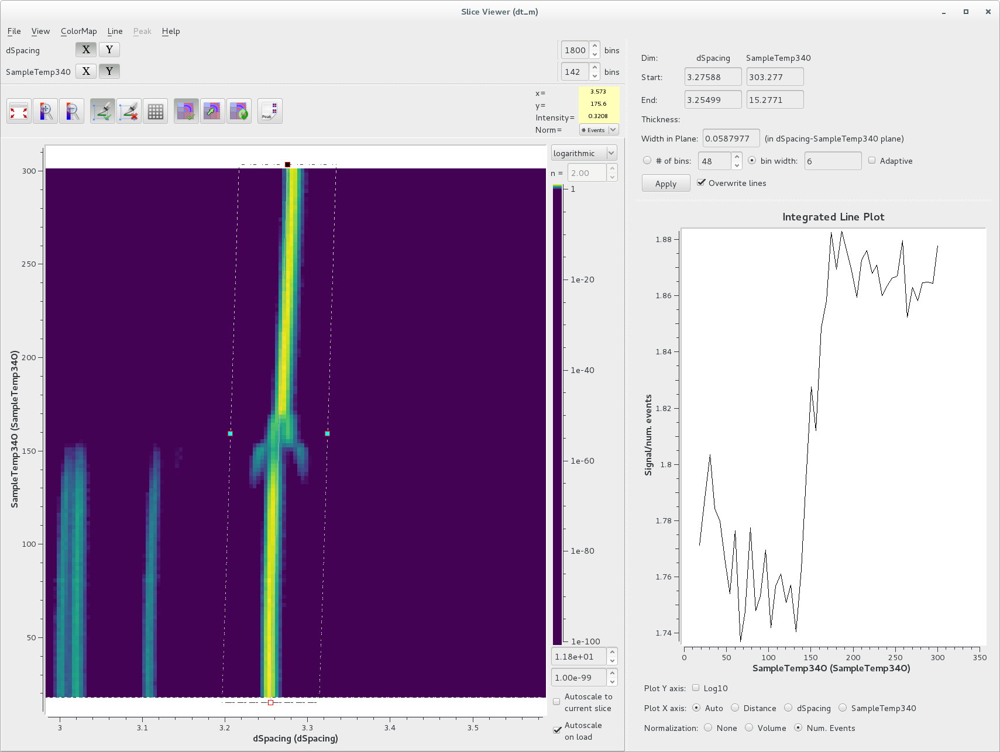 Slice Viewer (dt_m)
File View ColorMap Line Peak Help
dSpacing X Y 1800 bins
SampleTemp340 X Y 142 bins
x= 3.573
y= 175.6
Intensity= 0.3208
Norm= # Events
Peak
logarithmic
n = 2.00
1
1e-20
1e-40
1e-60
1e-80
1e-100
1.18e+01
1.00e-99
Autoscale to
current slice
Autoscale
on load
SampleTemp340 (SampleTemp340)
300
250
200
150
100
50
3 3.1 3.2 3.3 3.4 3.5
dSpacing (dSpacing)
Dim: dSpacing SampleTemp340
Start: 3.27588 303.277
End: 3.25499 15.2771
Thickness:
Width in Plane: 0.0587977 (in dSpacing-SampleTemp340 plane)
# of bins: 48 bin width: 6 Adaptive
Apply Overwrite lines
Integrated Line Plot
Signal/num. events
1.88
1.86
1.84
1.82
1.8
1.78
1.76
1.74
0 50 100 150 200 250 300 350
SampleTemp340 (SampleTemp340)
Plot Y axis: Log10
Plot X axis: Auto Distance dSpacing SampleTemp340
Normalization: None Volume Num. Events